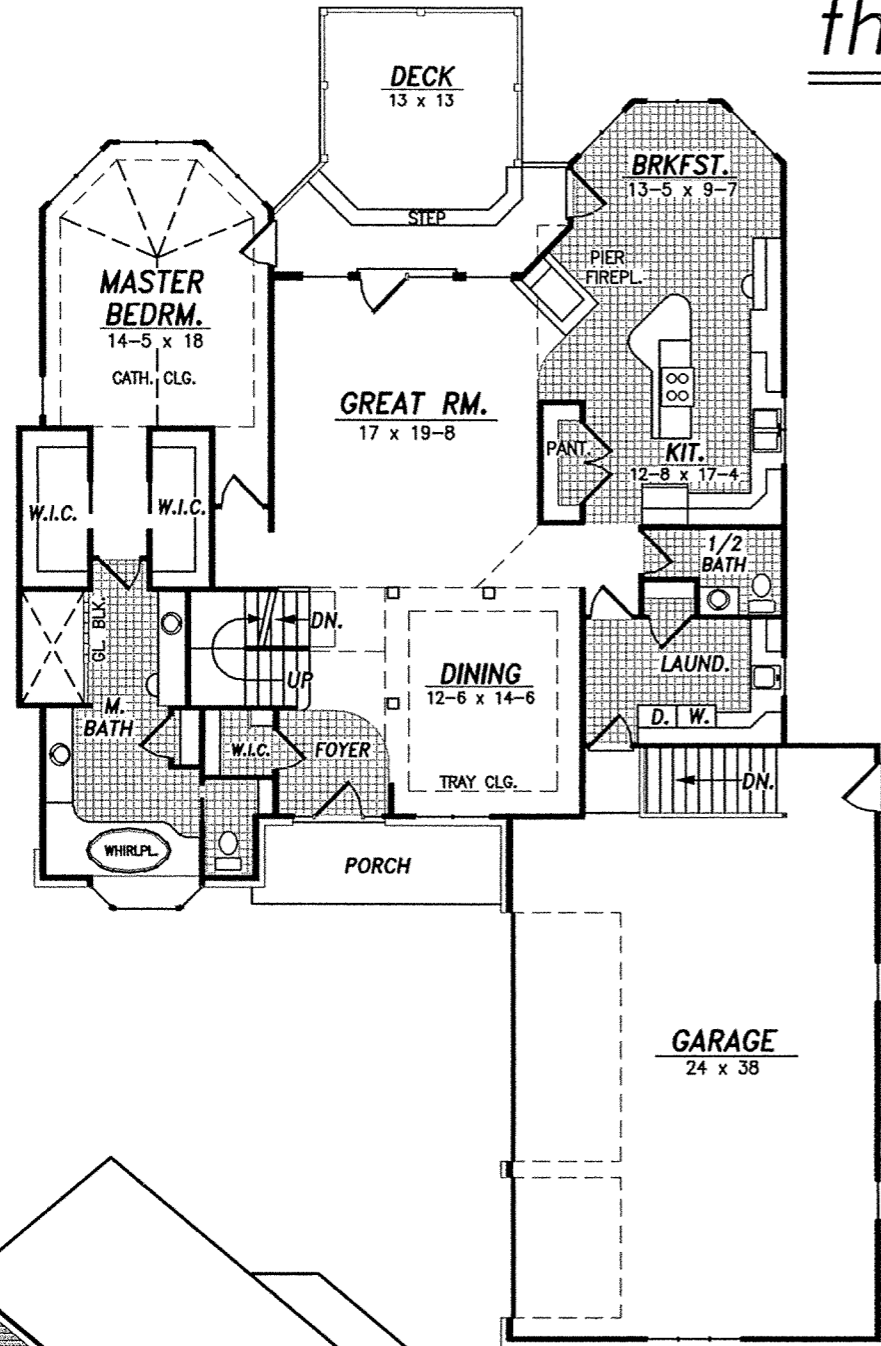 th
DECK
13 x 13
BRKFST.
13-5 x 9-7
STEP
PIER
FIREPL.
MASTER
BEDRM.
14-5 x 18
CATH. CLG.
GREAT RM.
17 x 19-8
PANT.
KIT.
12-8 x 17-4
W.I.C.
W.I.C.
1/2
BATH
GL. BLK.
DN.
UP
DINING
12-6 x 14-6
LAUND.
M.
BATH
D.
W.
W.I.C.
FOYER
TRAY CLG.
DN.
WHIRLPL.
PORCH
GARAGE
24 x 38